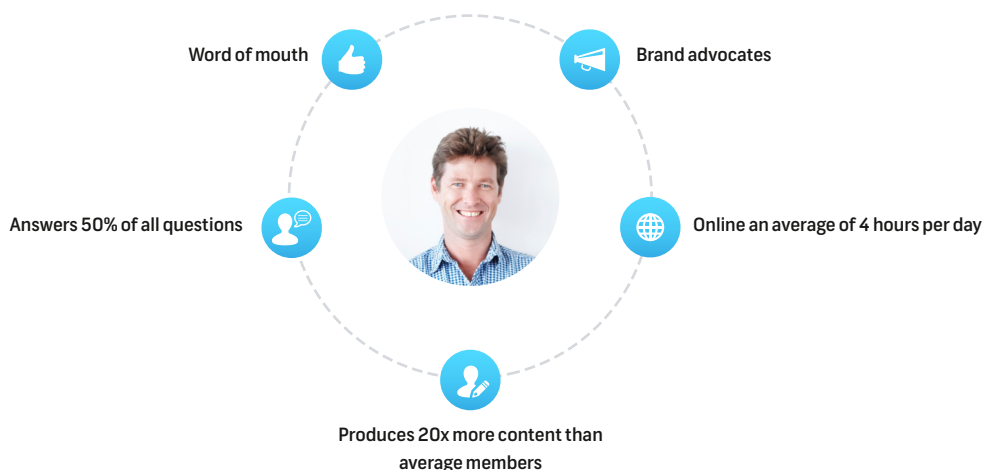 Word of mouth
Brand advocates
Answers 50% of all questions
Online an average of 4 hours per day
Produces 20x more content than
average members